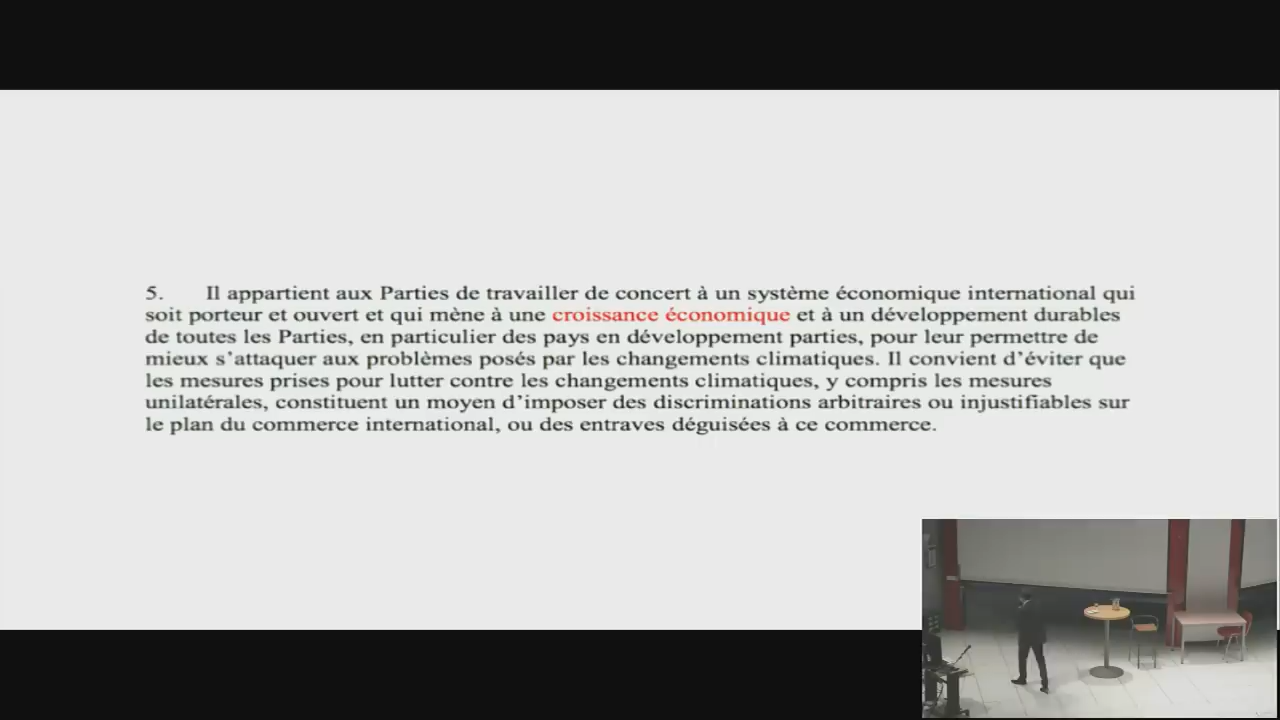 5. Il appartient aux Parties de travailler de concert à un système économique international qui
soit porteur et ouvert et qui mène à une croissance économique et à un développement durables
de toutes les Parties, en particulier des pays en développement parties, pour leur permettre de
mieux s’attaquer aux problèmes posés par les changements climatiques. Il convient d’éviter que
les mesures prises pour lutter contre les changements climatiques, y compris les mesures
unilatérales, constituent un moyen d’imposer des discriminations arbitraires ou injustifiables sur
le plan du commerce international, ou des entraves déguisées à ce commerce.